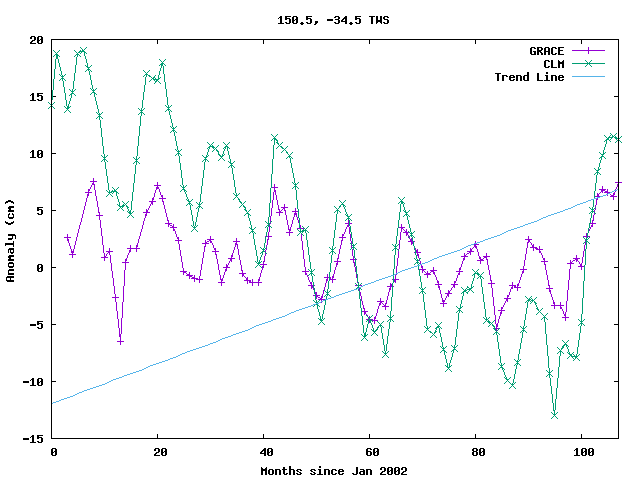 150.5, -34.5 TWS
GRACE
CLM
Trend Line
20
15
10
5
0
-5
-10
-15
Anomaly (cm)
0 20 40 60 80 100
Months since Jan 2002